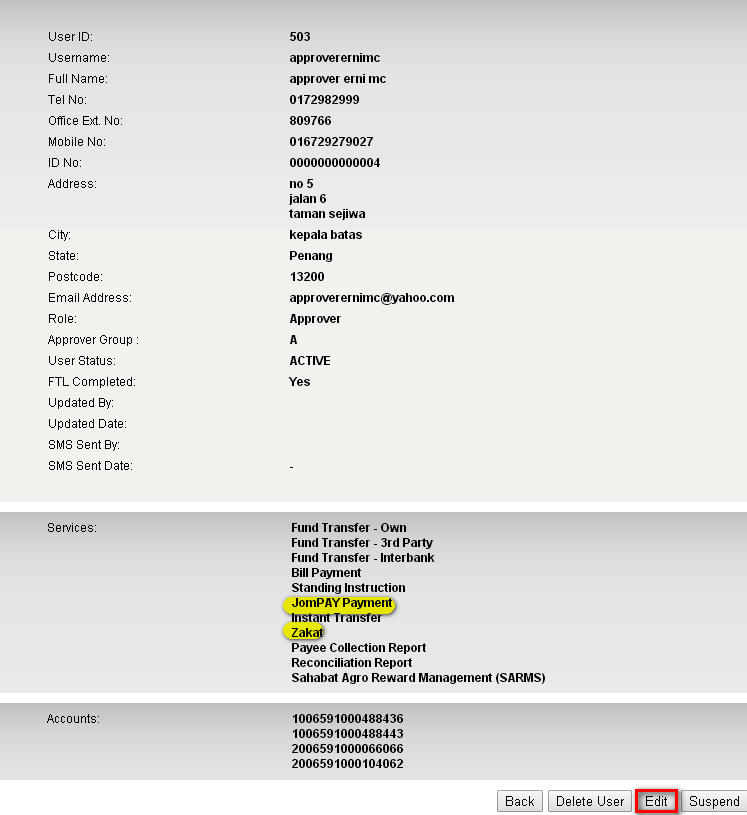 User ID: 503
Username: approverernimc
Full Name: approver erni mc
Tel No: 0172982999
Office Ext. No: 809766
Mobile No: 016729279027
ID No: 0000000000004
Address: no 5
jalan 6
taman sejiwa
City: kepala batas
State: Penang
Postcode: 13200
Email Address: approverernimc@yahoo.com
Role: Approver
Approver Group : A
User Status: ACTIVE
FTL Completed: Yes
Updated By:
Updated Date:
SMS Sent By:
SMS Sent Date: -
Services: Fund Transfer - Own
Fund Transfer - 3rd Party
Fund Transfer - Interbank
Bill Payment
Standing Instruction
JomPAY Payment
Instant Transfer
Zakat
Payee Collection Report
Reconciliation Report
Sahabat Agro Reward Management (SARMS)
Accounts: 1006591000488436
1006591000488443
2006591000066066
2006591000104062
Back Delete User Edit Suspend